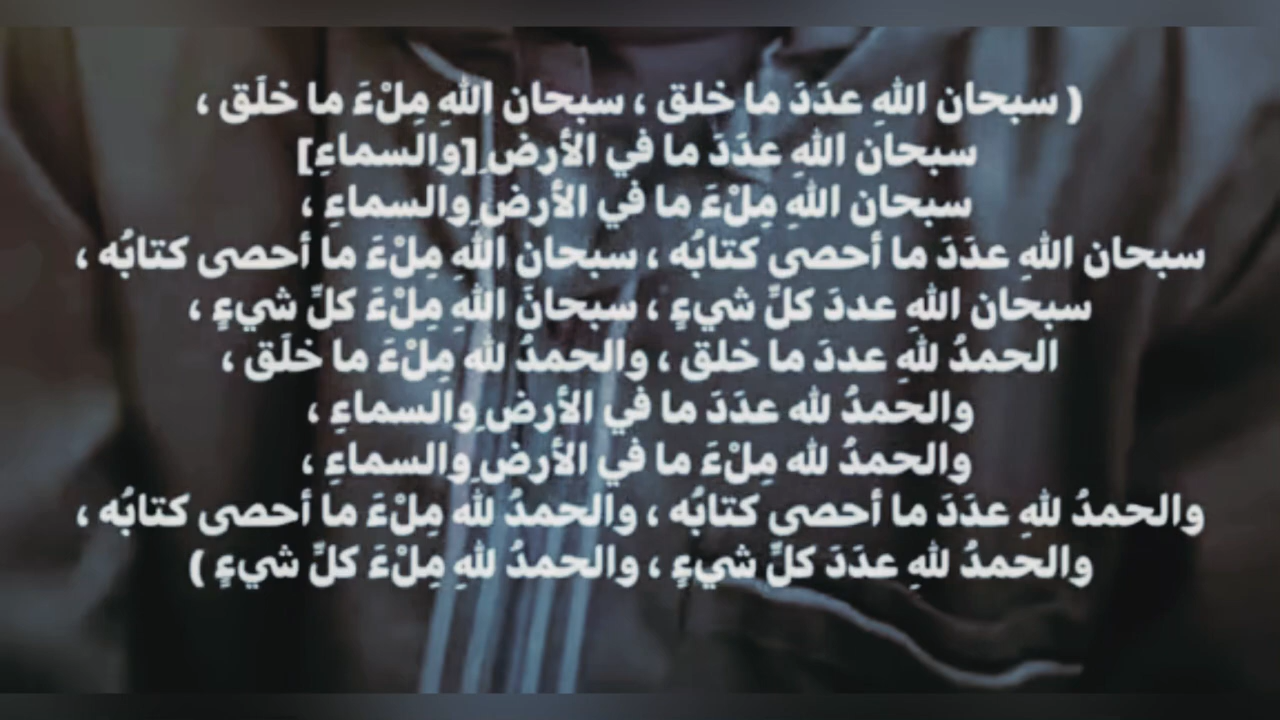 ( سبحان اللهِ عدَدَ ما خلق ، سبحان اللهِ مِلْءَ ما خلَق ،
سبحان اللهِ عدَدَ ما في الأرضِ [والسماءِ]
سبحان اللهِ مِلْءَ ما في الأرضِ والسماءِ ،
سبحان اللهِ عدَدَ ما أحصى كتابُه ، سبحان اللهِ مِلْءَ ما أحصى كتابُه ،
سبحان اللهِ عددَ كلِّ شيءٍ ، سبحانَ اللهِ مِلْءَ كلِّ شيءٍ ،
الحمدُ للهِ عددَ ما خلق ، والحمدُ لله مِلْءَ ما خلَق ،
والحمدُ لله عدَدَ ما في الأرضِ والسماءِ ،
والحمدُ لله مِلْءَ ما في الأرضِ والسماءِ ،
والحمدُ للهِ عدَدَ ما أحصى كتابُه ، والحمدُ لله مِلْءَ ما أحصى كتابُه ،
والحمدُ للهِ عدَدَ كلِّ شيءٍ ، والحمدُ للهِ مِلْءَ كلِّ شيءٍ )